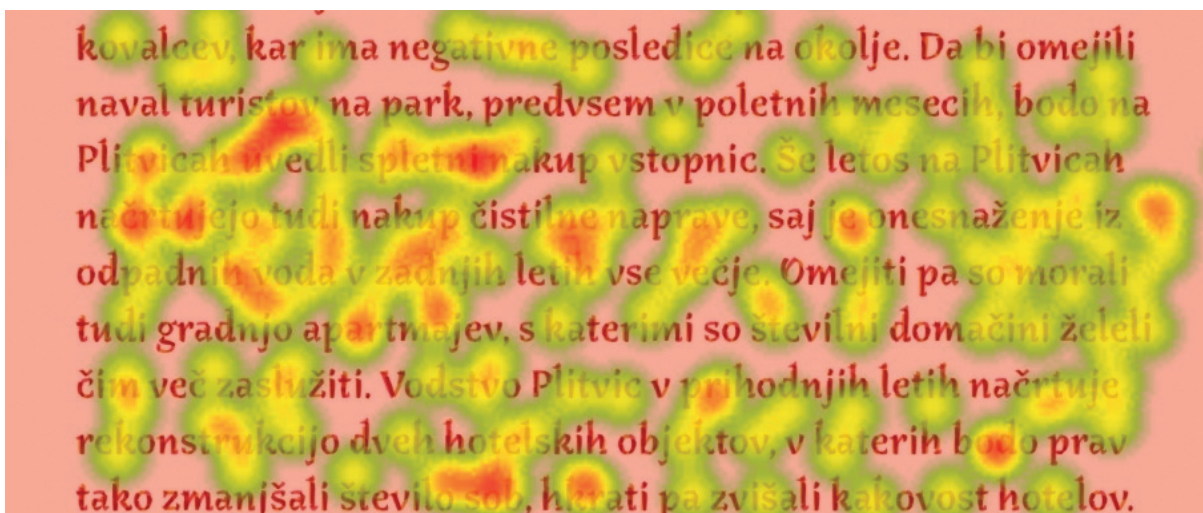 kovalcev, kar ima negativne posledice na okolje. Da bi omejili
naval turistov na park, predvsem v poletnih mesecih, bodo na
Plitvicah uvedli spletni nakup vstopnic. Še letos na Plitvicah
načrtujejo tudi nakup čistilne naprave, saj je onesnaženje iz
odpadnih voda v zadnjih letih vse večje. Omejiti pa so morali
tudi gradnjo apartmajev, s katerimi so številni domačini želeli
čim več zaslužiti. Vodstvo Plitvic v prihodnjih letih načrtuje
rekonstrukcijo dveh hotelskih objektov, v katerih bodo prav
tako zmanjšali število sob, hkrati pa zvišali kakovost hotelov.